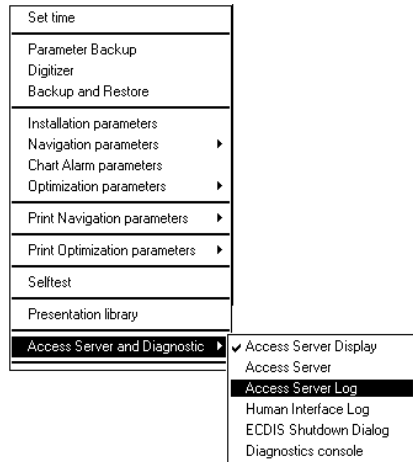 Set time
Parameter Backup
Digitizer
Backup and Restore
Installation parameters
Navigation parameters
Chart Alarm parameters
Optimization parameters
Print Navigation parameters
Print Optimization parameters
Selftest
Presentation library
Access Server and Diagnostic
Access Server Display
Access Server
Access Server Log
Human Interface Log
ECDIS Shutdown Dialog
Diagnostics console